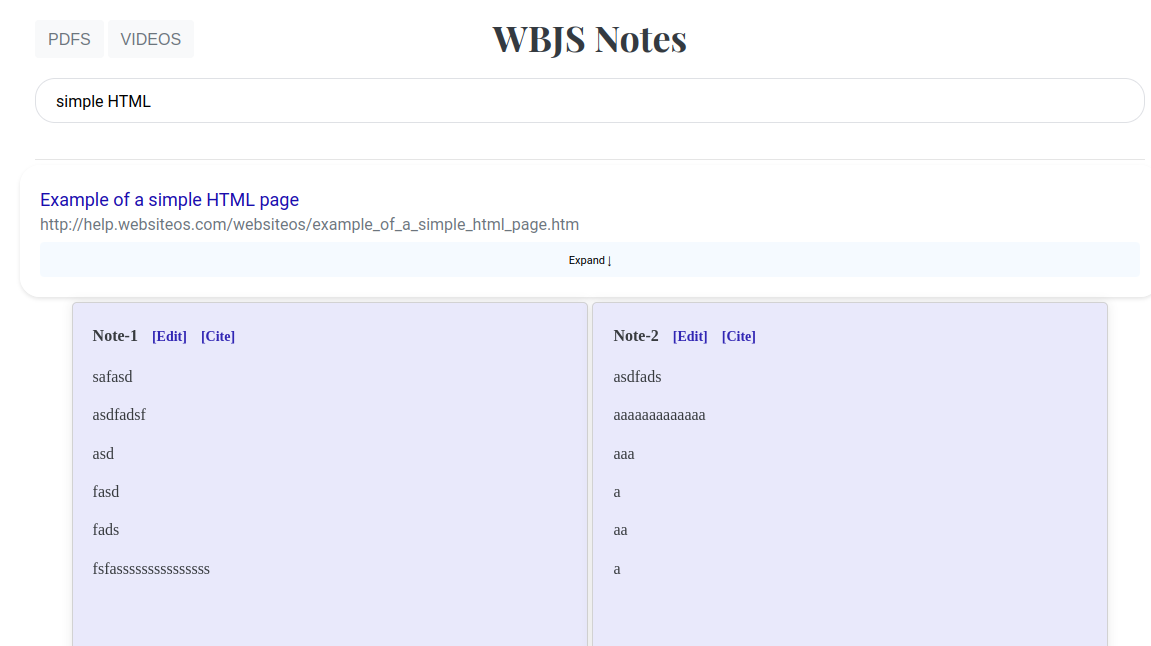 PDFS VIDEOS WBJS Notes
simple HTML
Example of a simple HTML page
http://help.websiteos.com/websiteos/example_of_a_simple_html_page.htm
Expand↓
Note-1 [Edit] [Cite]
safasd
asdfadsf
asd
fasd
fads
fsfasssssssssssssss
Note-2 [Edit] [Cite]
asdfads
aaaaaaaaaaaaa
aaa
a
aa
a